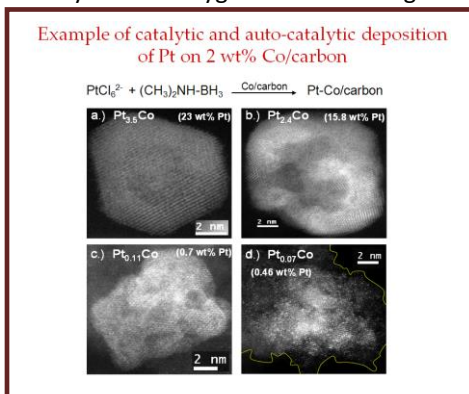 Example of catalytic and auto-catalytic deposition
of Pt on 2 wt% Co/carbon
PtCl₆²⁻ + (CH₃)₂NH-BH₃ Co/carbon Pt-Co/carbon
a.) Pt₃.₅Co (23 wt% Pt)
2 nm
b.) Pt₂.₄Co (15.8 wt% Pt)
2 nm
c.) Pt₀.₁₁Co (0.7 wt% Pt)
2 nm
d.) Pt₀.₀₇Co
(0.46 wt% Pt)
2 nm